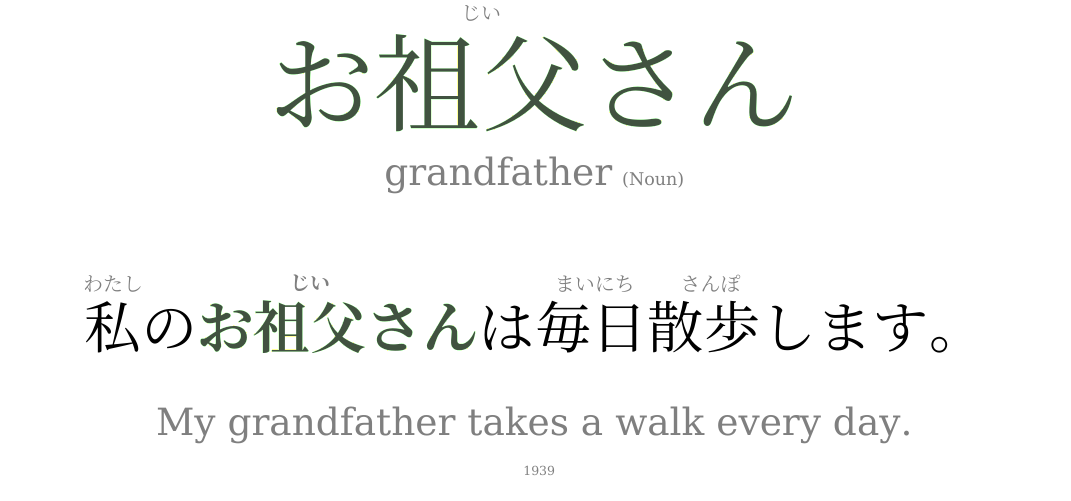 じい
お祖父さん
grandfather (Noun)
わたし じい まいにち さんぽ
私のお祖父さんは毎日散歩します。
My grandfather takes a walk every day.
1939